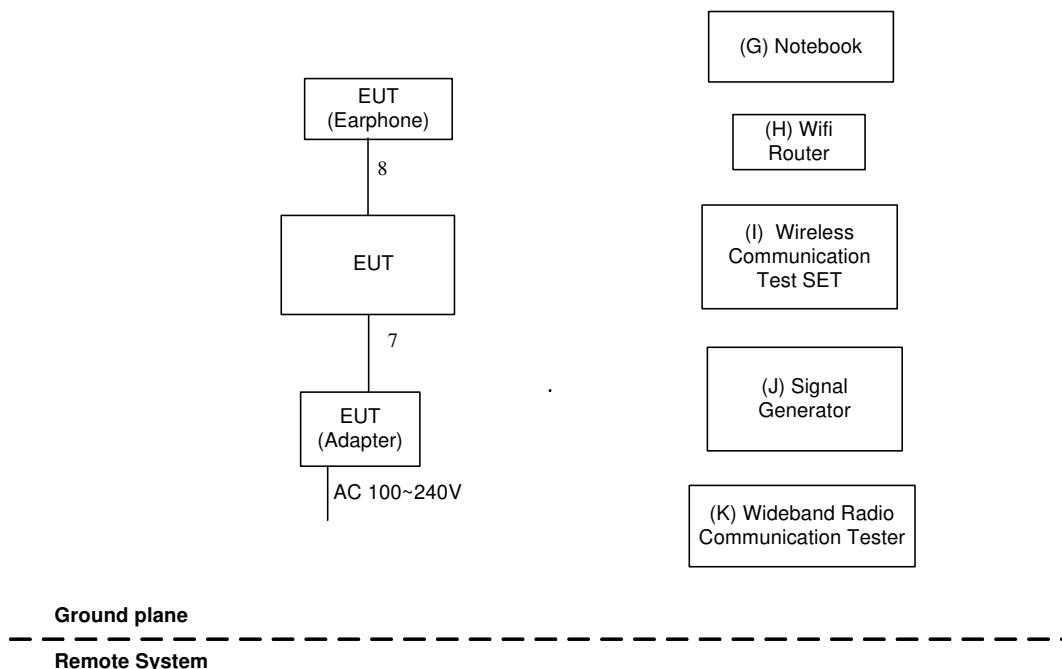 EUT
(Earphone)
8
EUT
7
EUT
(Adapter)
AC 100~240V
(G) Notebook
(H) Wifi
Router
(I) Wireless
Communication
Test SET
(J) Signal
Generator
(K) Wideband Radio
Communication Tester
Ground plane
Remote System